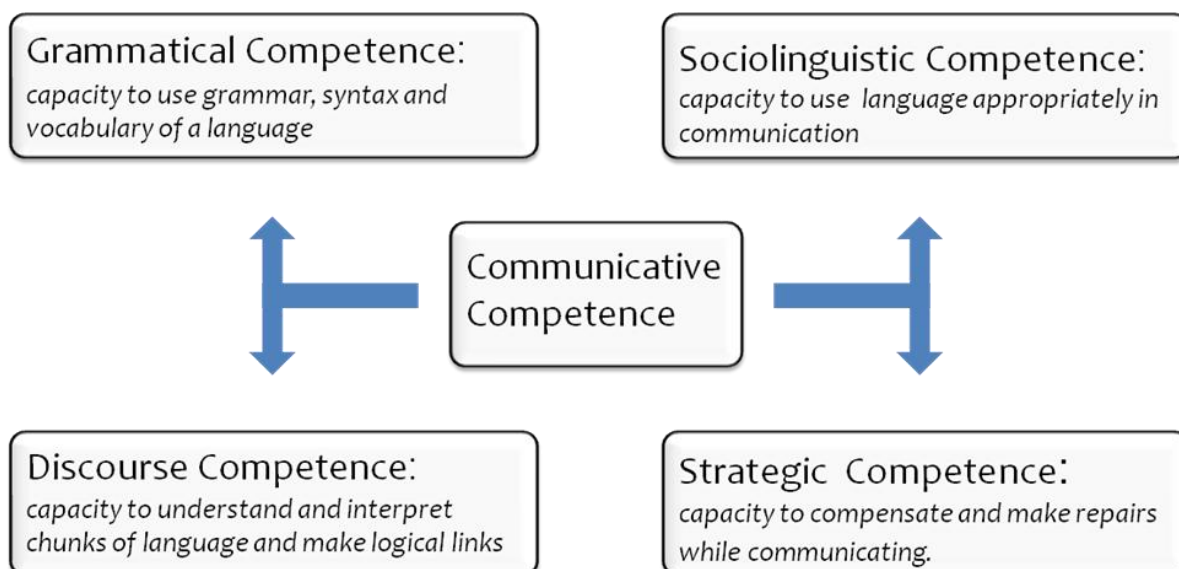 Grammatical Competence:
capacity to use grammar, syntax and
vocabulary of a language
Sociolinguistic Competence:
capacity to use language appropriately in
communication
Communicative
Competence
Discourse Competence:
capacity to understand and interpret
chunks of language and make logical links
Strategic Competence:
capacity to compensate and make repairs
while communicating.